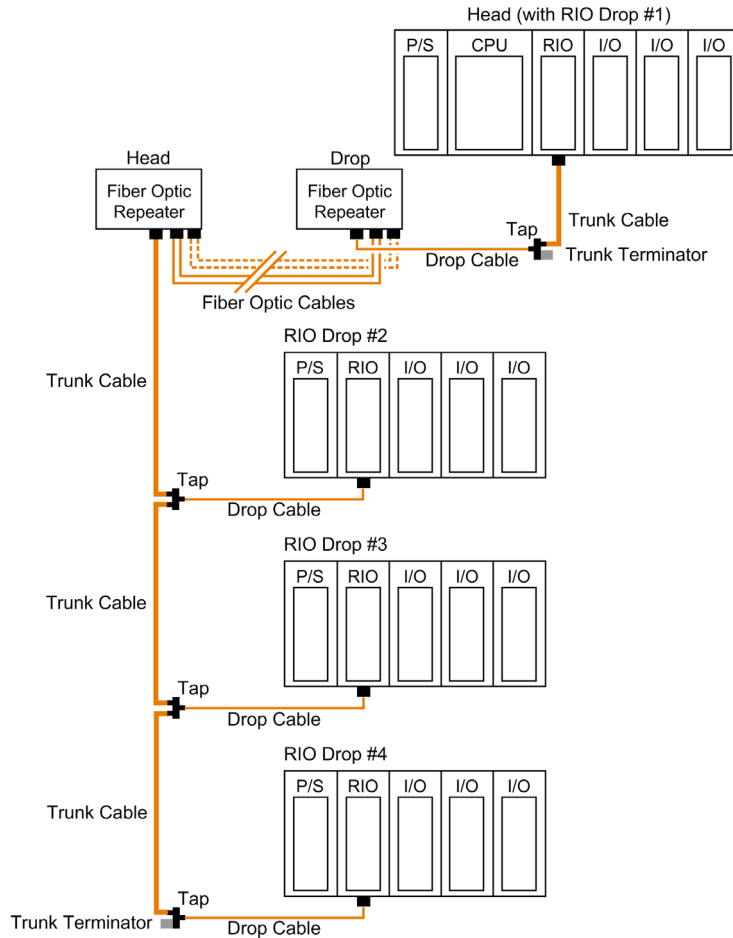 Head (with RIO Drop #1)
P/S CPU RIO I/O I/O I/O
Head
Fiber Optic
Repeater
Drop
Fiber Optic
Repeater
Tap
Trunk Cable
Drop Cable
Trunk Terminator
Fiber Optic Cables
RIO Drop #2
P/S RIO I/O I/O I/O
Trunk Cable
Tap
Drop Cable
RIO Drop #3
P/S RIO I/O I/O I/O
Trunk Cable
Tap
Drop Cable
RIO Drop #4
P/S RIO I/O I/O I/O
Trunk Cable
Tap
Trunk Terminator
Drop Cable